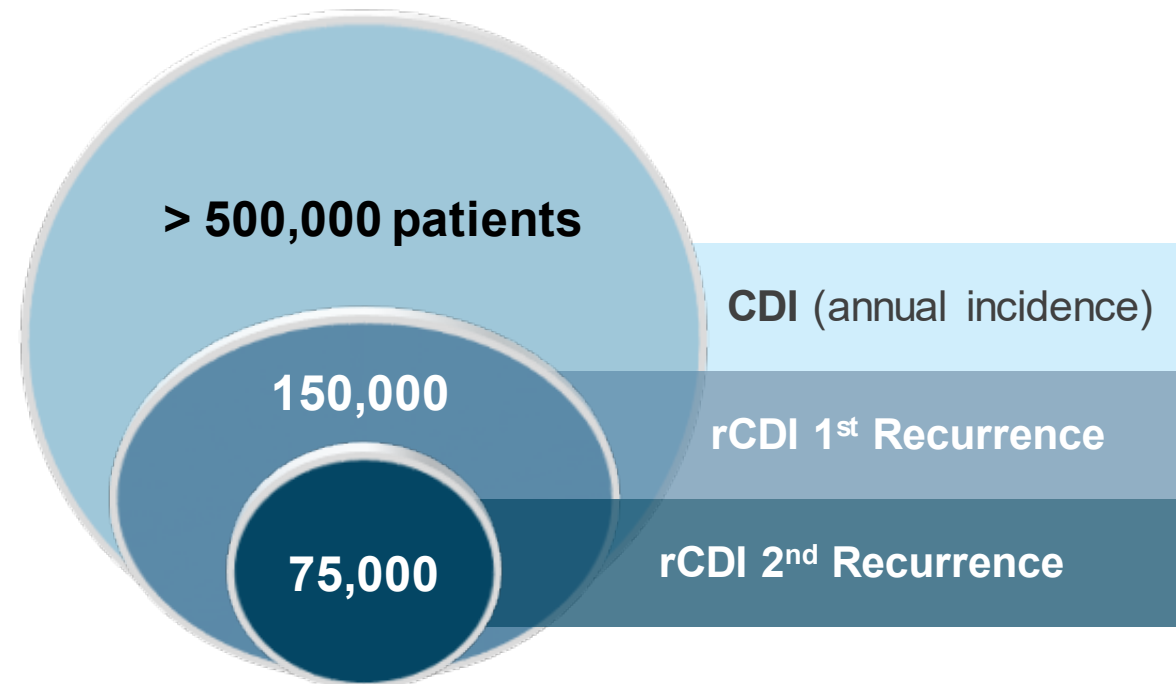 > 500,000 patients
CDI (annual incidence)
150,000
rCDI 1st Recurrence
75,000
rCDI 2nd Recurrence